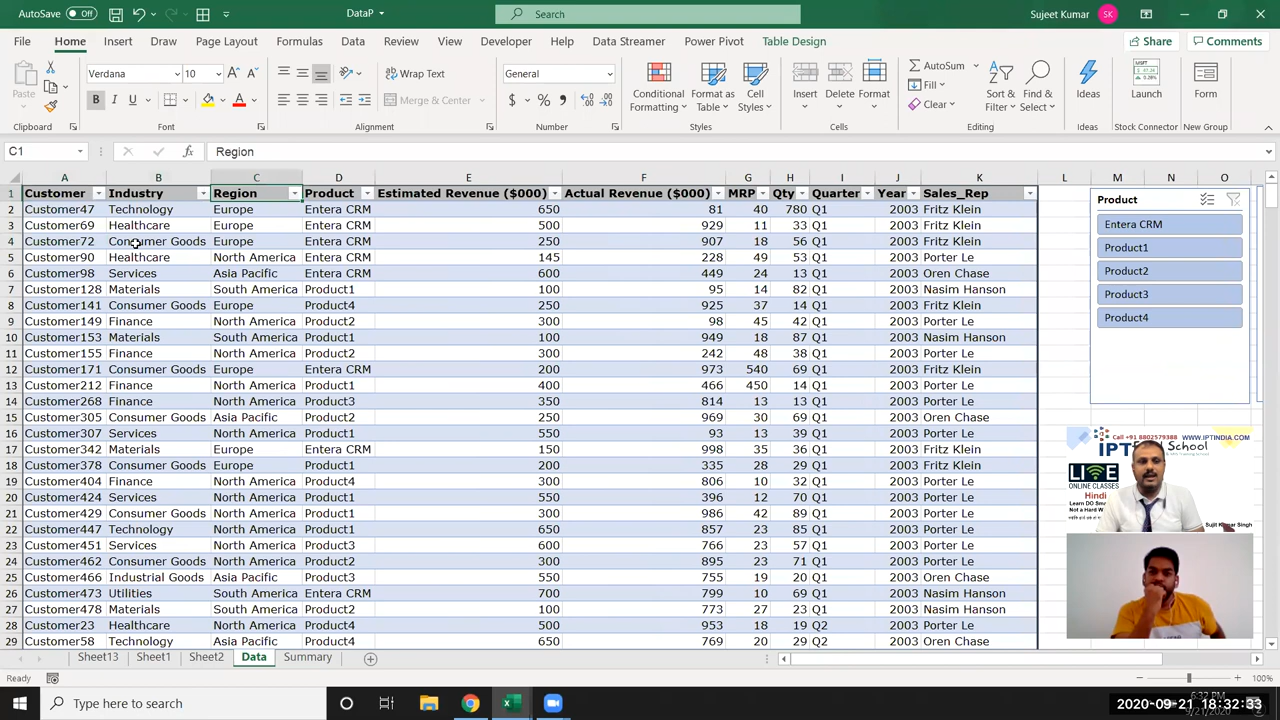 AutoSave Off DataP Search Sujeet Kumar SK
File Home Insert Draw Page Layout Formulas Data Review View Developer Help Data Streamer Power Pivot Table Design Share Comments
Paste Verdana 10 Wrap Text General Conditional Formatting Format as Table Cell Styles Insert Delete Format AutoSum Fill Clear Sort & Filter Find & Select Ideas Launch Form
B I U Merge & Center $ %
Clipboard Font Alignment Number Styles Cells Editing Ideas Stock Connector New Group
C1 fx Region
A B C D E F G H I J K L M N O
1 Customer Industry Region Product Estimated Revenue ($000) Actual Revenue ($000) MRP Qty Quarter Year Sales_Rep
2 Customer47 Technology Europe Entera CRM 650 81 40 780 Q1 2003 Fritz Klein
3 Customer69 Healthcare Europe Entera CRM 500 929 11 33 Q1 2003 Fritz Klein
4 Customer72 Consumer Goods Europe Entera CRM 250 907 18 56 Q1 2003 Fritz Klein
5 Customer90 Healthcare North America Entera CRM 145 228 49 53 Q1 2003 Porter Le
6 Customer98 Services Asia Pacific Entera CRM 600 449 24 13 Q1 2003 Oren Chase
7 Customer128 Materials South America Product1 100 95 14 82 Q1 2003 Nasim Hanson
8 Customer141 Consumer Goods Europe Product4 250 925 37 14 Q1 2003 Fritz Klein
9 Customer149 Finance North America Product2 300 98 45 42 Q1 2003 Porter Le
10 Customer153 Materials South America Product1 100 949 18 87 Q1 2003 Nasim Hanson
11 Customer155 Finance North America Product2 300 242 48 38 Q1 2003 Porter Le
12 Customer171 Consumer Goods Europe Entera CRM 200 973 540 69 Q1 2003 Fritz Klein
13 Customer212 Finance North America Product1 400 466 450 14 Q1 2003 Porter Le
14 Customer268 Finance North America Product3 350 814 13 13 Q1 2003 Porter Le
15 Customer305 Consumer Goods Asia Pacific Product2 250 969 30 69 Q1 2003 Oren Chase
16 Customer307 Services North America Product1 550 93 13 39 Q1 2003 Porter Le
17 Customer342 Materials Europe Entera CRM 150 998 35 36 Q1 2003 Fritz Klein
18 Customer378 Consumer Goods Europe Product1 200 335 28 29 Q1 2003 Fritz Klein
19 Customer404 Finance North America Product4 300 806 10 32 Q1 2003 Porter Le
20 Customer424 Services North America Product1 550 396 12 70 Q1 2003 Porter Le
21 Customer429 Consumer Goods North America Product1 300 986 42 89 Q1 2003 Porter Le
22 Customer447 Technology North America Product1 650 857 23 85 Q1 2003 Porter Le
23 Customer451 Services North America Product3 600 766 23 57 Q1 2003 Porter Le
24 Customer462 Consumer Goods North America Product2 300 895 23 71 Q1 2003 Porter Le
25 Customer466 Industrial Goods Asia Pacific Product3 550 755 19 20 Q1 2003 Oren Chase
26 Customer473 Utilities South America Entera CRM 700 799 10 69 Q1 2003 Nasim Hanson
27 Customer478 Materials South America Product2 100 773 27 23 Q1 2003 Nasim Hanson
28 Customer23 Healthcare North America Product4 500 953 18 19 Q2 2003 Porter Le
29 Customer58 Technology Asia Pacific Product4 650 769 20 29 Q2 2003 Oren Chase
Product
Entera CRM
Product1
Product2
Product3
Product4
Call +91 8802579388 WWW.IPTINDIA.COM
IPT School
LIVE
ONLINE CLASSES
Hindi
Learn DO
Not a Hard
Sujit Kumar Singh
Sheet13 Sheet1 Sheet2 Data Summary
Ready 100%
Type here to search
6:32 PM
2020-09-21 18:32:33
9/21/2020